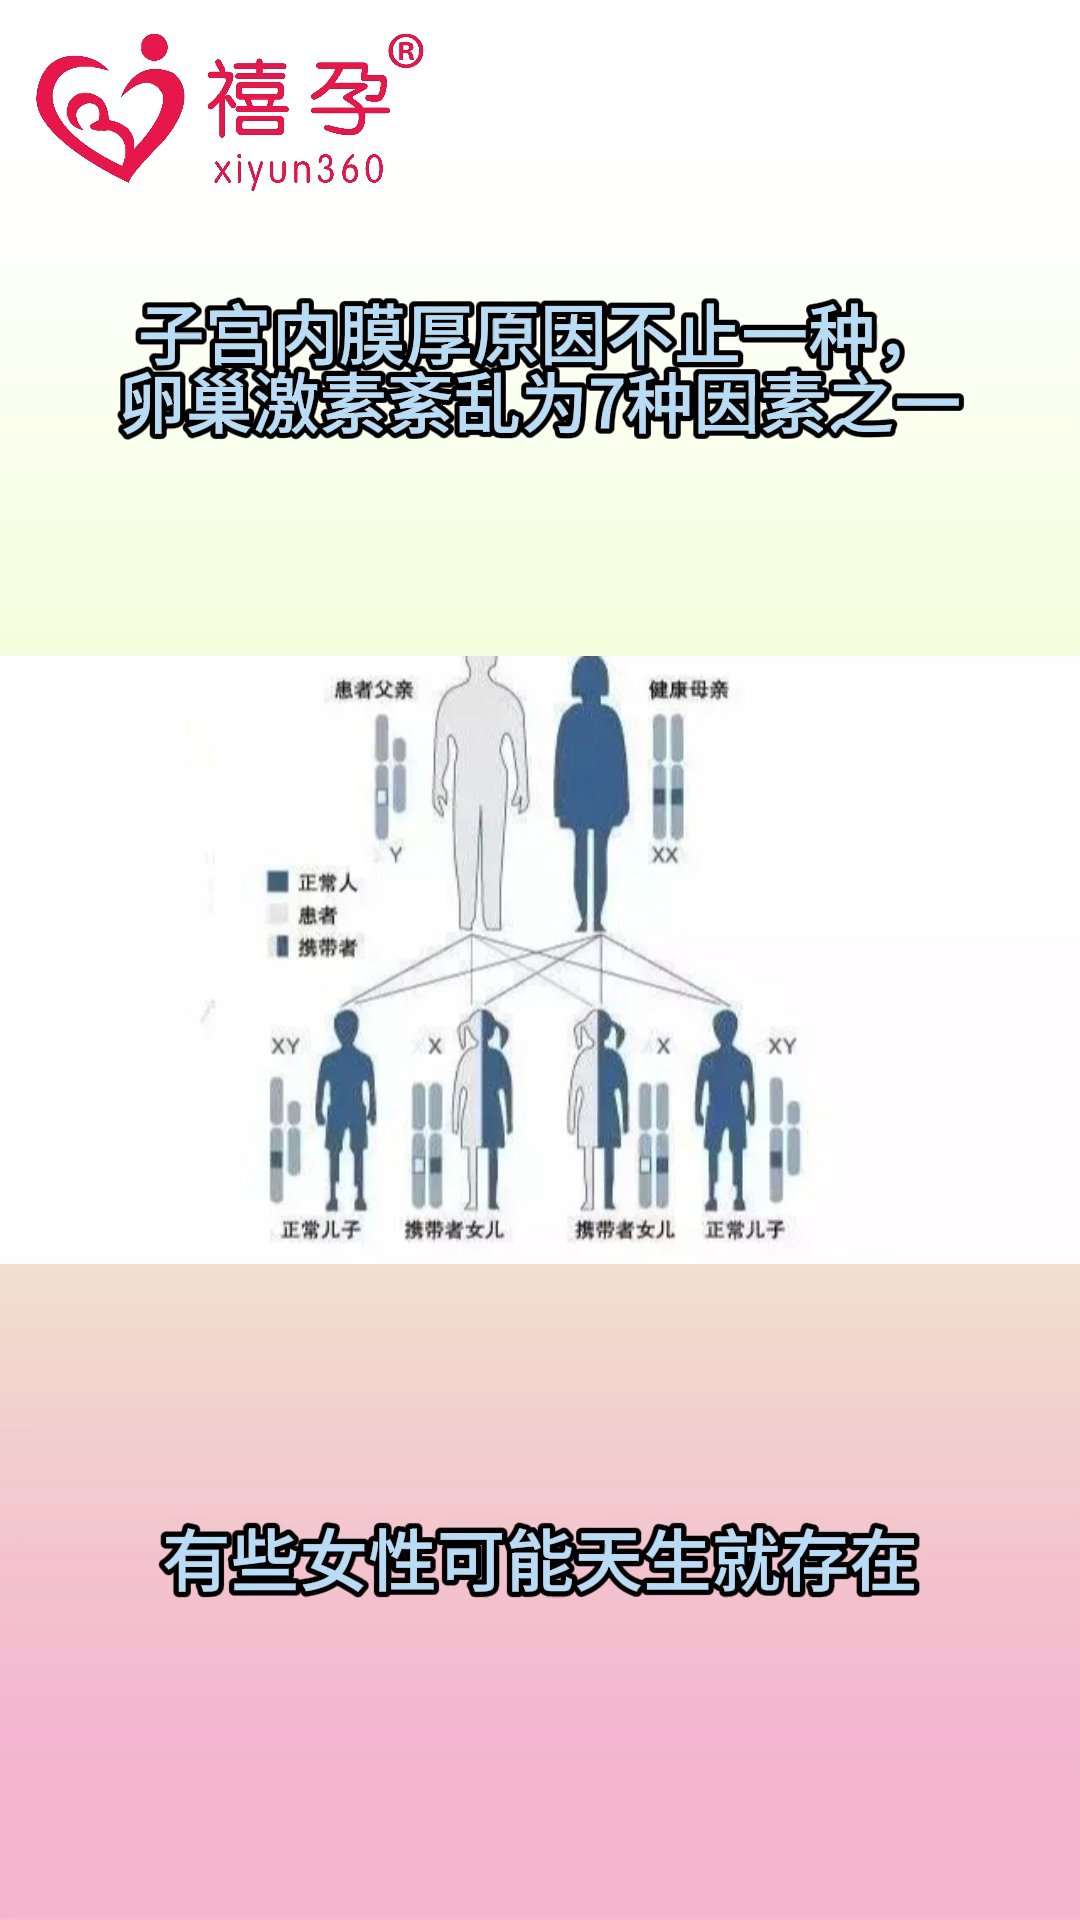 禧孕®
xiyun360
子宫内膜厚原因不止一种，
卵巢激素紊乱为7种因素之一
患者父亲
健康母亲
Y
XX
正常人
患者
携带者
XY
X
X
XY
正常儿子
携带者女儿
携带者女儿
正常儿子
有些女性可能天生就存在